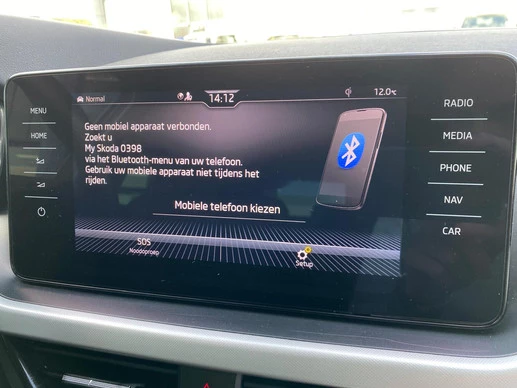 Normal
14:12
12.0°C
MENU
HOME
Geen mobiel apparaat verbonden.
Zoekt u
My Skoda 0398
via het Bluetooth-menu van uw telefoon.
Gebruik uw mobiele apparaat niet tijdens het
rijden.
Mobiele telefoon kiezen
SOS
Noodoproep
Setup
RADIO
MEDIA
PHONE
NAV
CAR